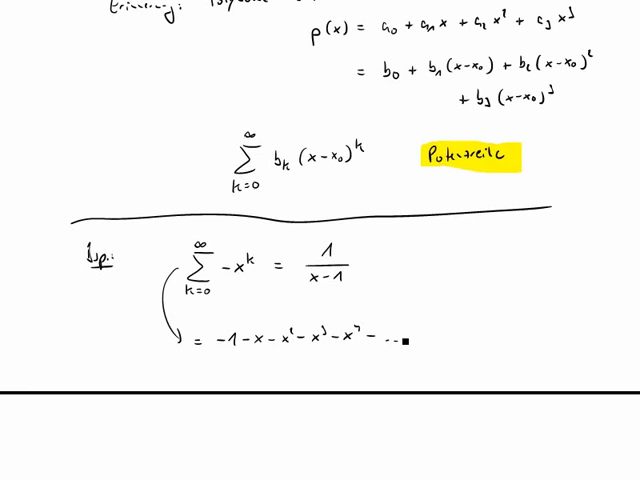 Erinnerung:
p(x) = a₀ + a₁x + a₂x² + a₃x³
= b₀ + b₁(x-x₀) + b₂(x-x₀)²
+ b₃(x-x₀)³
∑_{k=0}^{∞} b_k (x-x₀)^k Potenzreihe
Bsp.: ∑_{k=0}^{∞} -x^k = 1/(x-1)
= -1-x-x²-x³-x⁴- ...